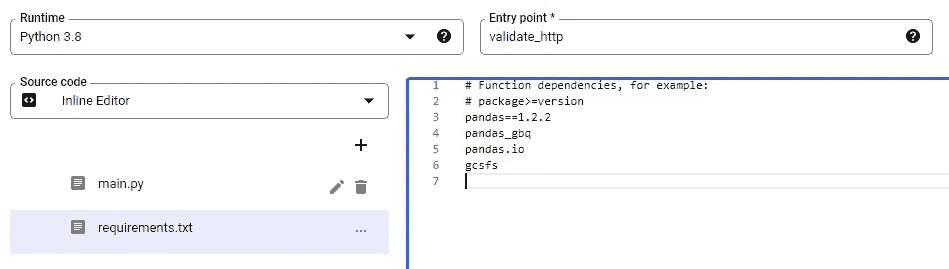 Runtime
Entry point *
Python 3.8
validate_http
Source code
Inline Editor
main.py
requirements.txt
...
1 # Function dependencies, for example:
2 # package>=version
3 pandas==1.2.2
4 pandas_gbq
5 pandas.io
6 gcsfs
7